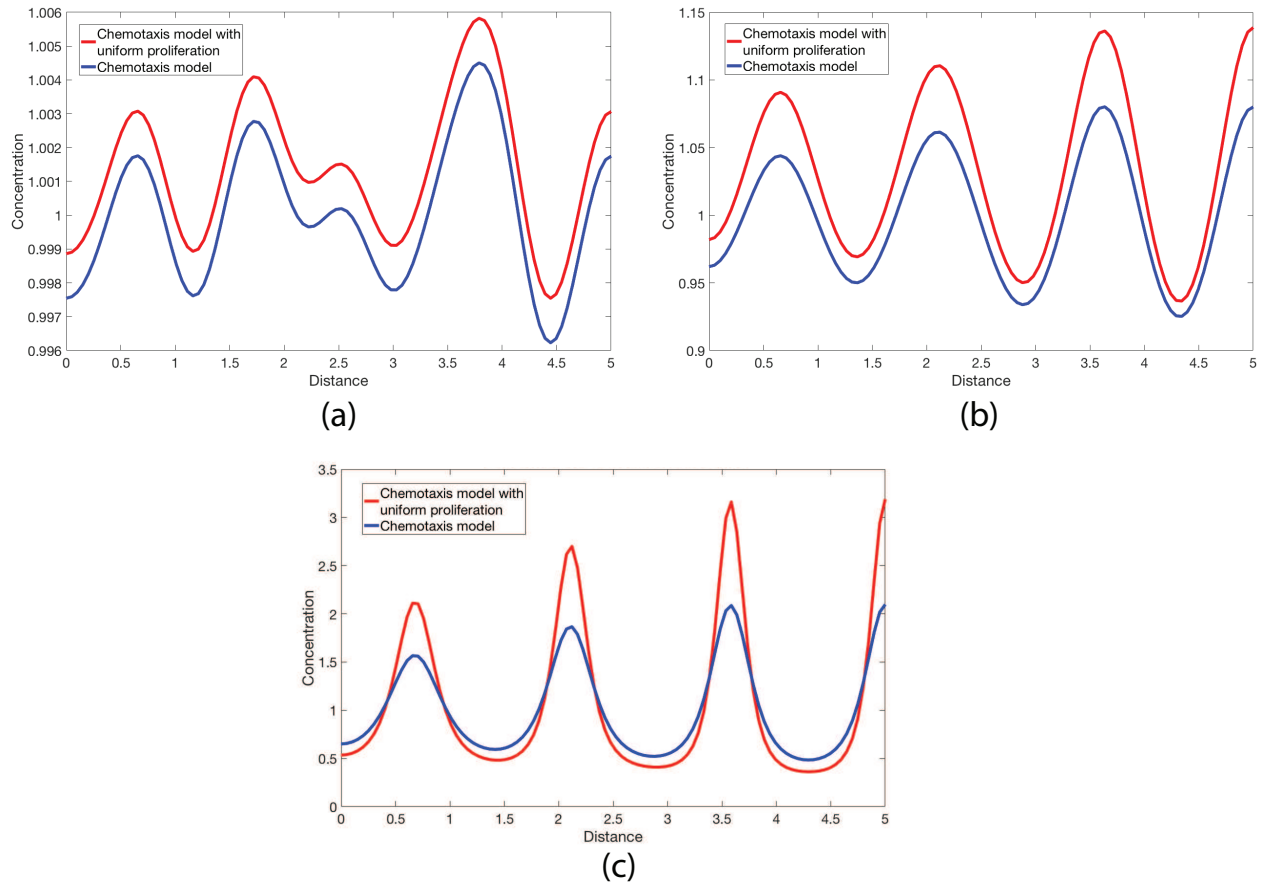 1.006
1.005
1.004
1.003
1.002
1.001
1
0.999
0.998
0.997
0.996
Concentration
Chemotaxis model with
uniform proliferation
Chemotaxis model
0 0.5 1 1.5 2 2.5 3 3.5 4 4.5 5
Distance
(a)
1.15
1.1
1.05
1
0.95
0.9
Concentration
Chemotaxis model with
uniform proliferation
Chemotaxis model
0 0.5 1 1.5 2 2.5 3 3.5 4 4.5 5
Distance
(b)
3.5
3
2.5
2
1.5
1
0.5
0
Concentration
Chemotaxis model with
uniform proliferation
Chemotaxis model
0 0.5 1 1.5 2 2.5 3 3.5 4 4.5 5
Distance
(c)